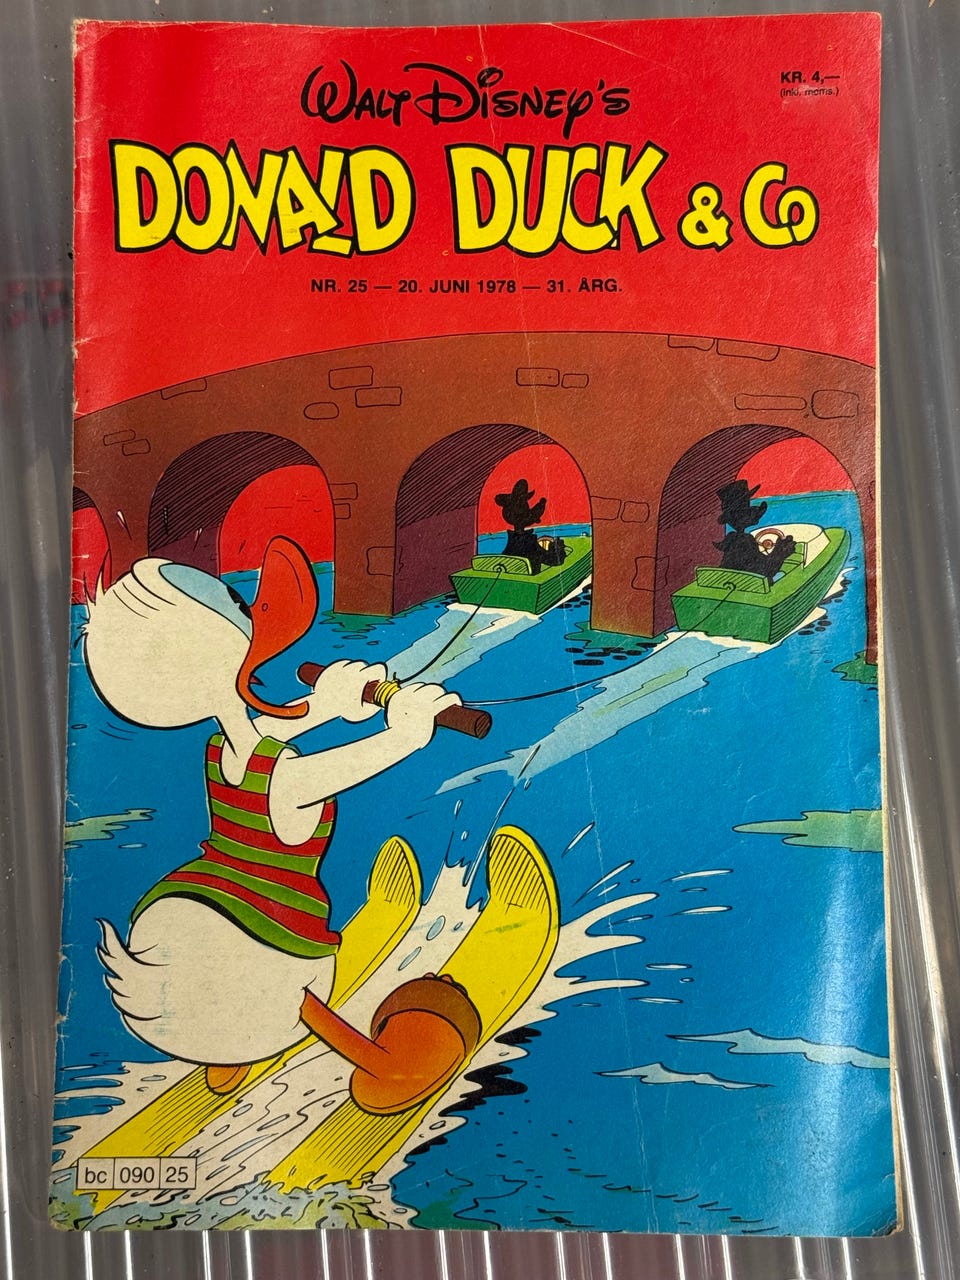 WALT DISNEY'S
KR. 4,—
(inkl. moms.)
DONALD DUCK & CO
NR. 25 — 20. JUNI 1978 — 31. ÅRG.
bc 090 25